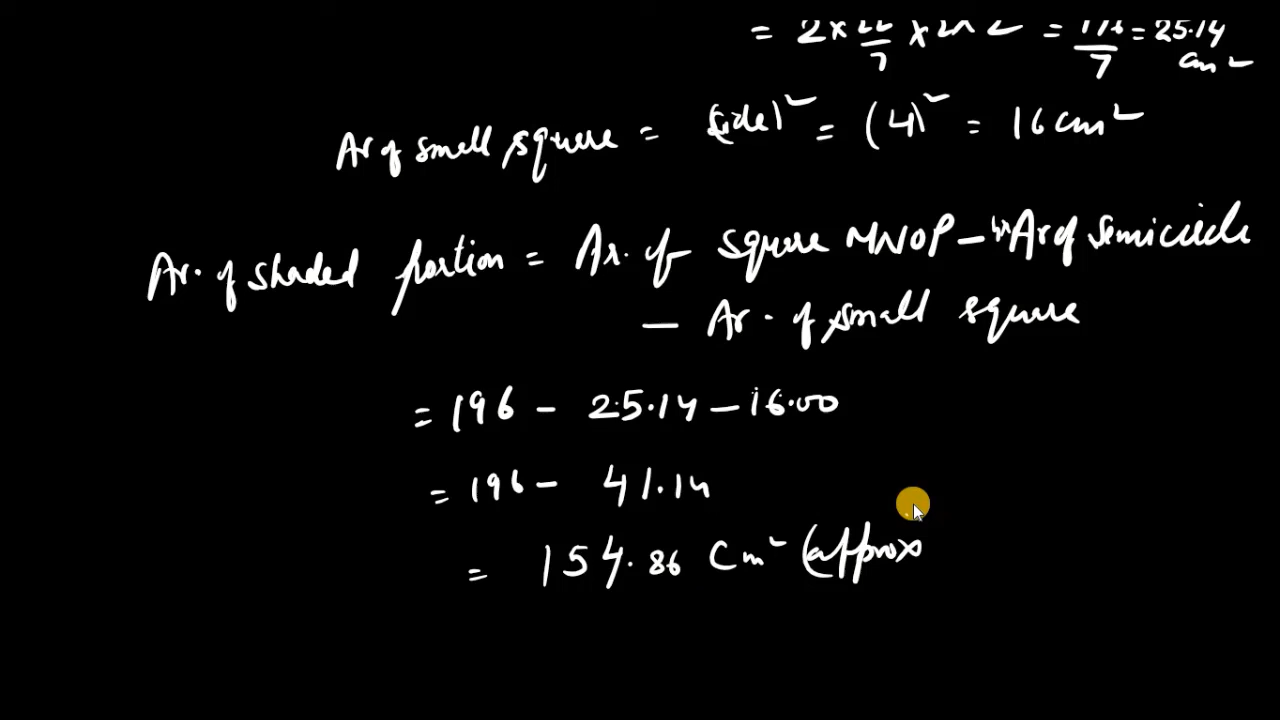 = 2 × 22/7 × 2 × 2 = 176/7 = 25.14
cm²
Ar of small square = (side)² = (4)² = 16 cm²
Ar. of shaded portion = Ar. of square MNOP – 4× Ar of semicircle
– Ar. of small square
= 196 – 25.14 – 16.00
= 196 – 41.14
= 154.86 cm² (approx